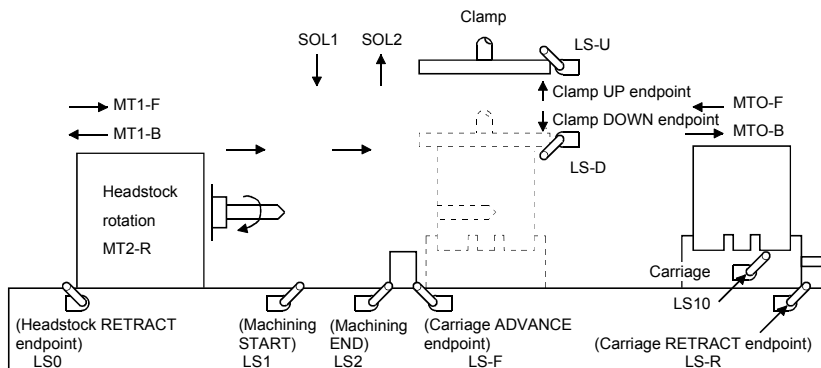 Clamp
SOL1
SOL2
LS-U
MT1-F
Clamp UP endpoint
MTO-F
MT1-B
Clamp DOWN endpoint
MTO-B
LS-D
Headstock
rotation
MT2-R
Carriage
LS10
(Headstock RETRACT
endpoint)
LS0
(Machining
START)
LS1
(Machining
END)
LS2
(Carriage ADVANCE
endpoint)
LS-F
(Carriage RETRACT endpoint)
LS-R